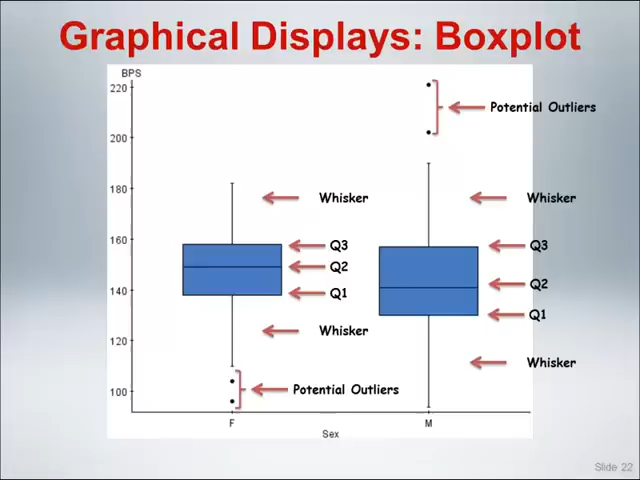 Graphical Displays: Boxplot
BPS
220
200
180
160
140
120
100
Potential Outliers
Whisker
Whisker
Q3
Q3
Q2
Q2
Q1
Q1
Whisker
Whisker
Potential Outliers
F
M
Sex
Slide 22